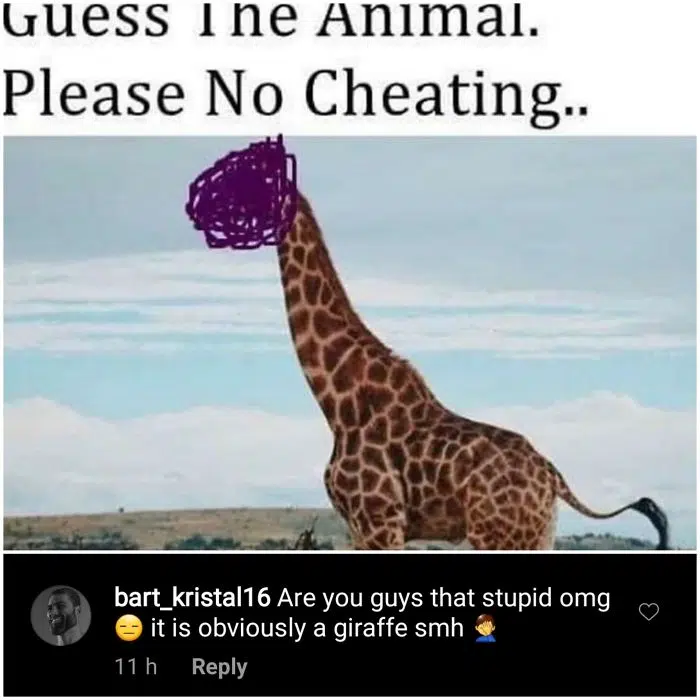 Guess The Animal.
Please No Cheating..
bart_kristal16 Are you guys that stupid omg
😑 it is obviously a giraffe smh 🤦‍♂️
11 h Reply